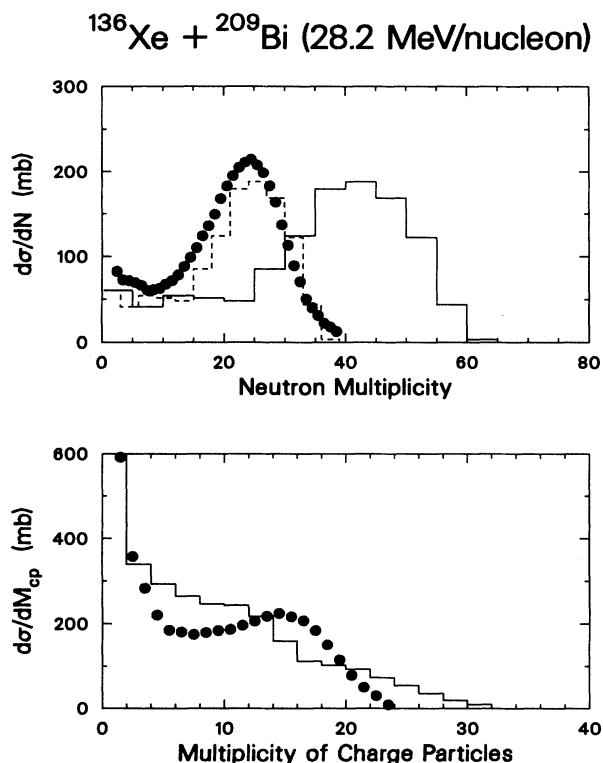 ¹³⁶Xe + ²⁰⁹Bi (28.2 MeV/nucleon)
300
200
100
0
dσ/dN (mb)
0 20 40 60 80
Neutron Multiplicity
600
400
200
0
dσ/dM_cp (mb)
0 10 20 30 40
Multiplicity of Charge Particles